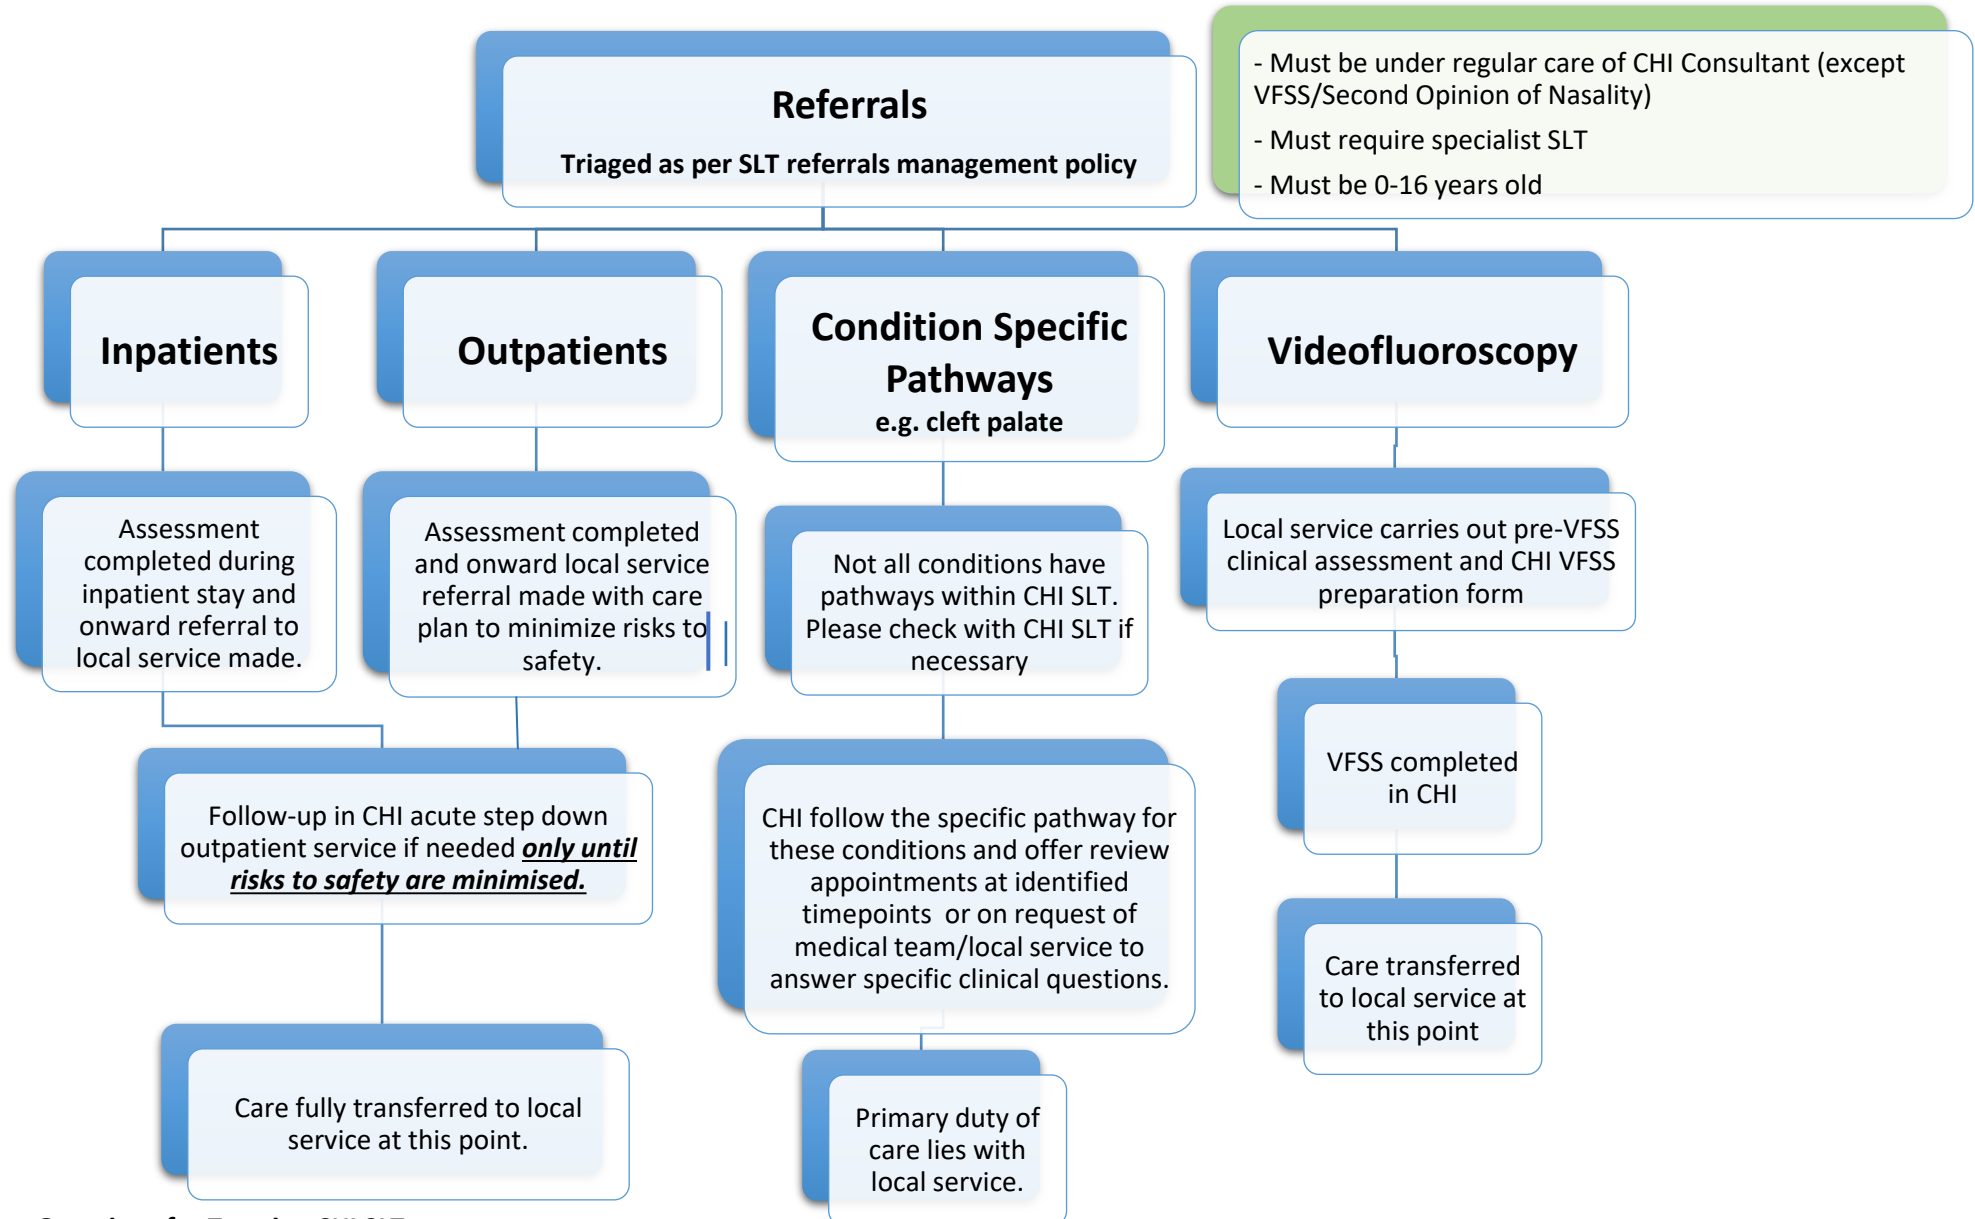 Referrals
Triaged as per SLT referrals management policy
- Must be under regular care of CHI Consultant (except
VFSS/Second Opinion of Nasality)
- Must require specialist SLT
- Must be 0-16 years old
Inpatients
Outpatients
Condition Specific
Pathways
e.g. cleft palate
Videofluoroscopy
Assessment
completed during
inpatient stay and
onward referral to
local service made.
Assessment completed
and onward local service
referral made with care
plan to minimize risks to
safety.
Not all conditions have
pathways within CHI SLT.
Please check with CHI SLT if
necessary
Local service carries out pre-VFSS
clinical assessment and CHI VFSS
preparation form
Follow-up in CHI acute step down
outpatient service if needed only until
risks to safety are minimised.
CHI follow the specific pathway for
these conditions and offer review
appointments at identified
timepoints or on request of
medical team/local service to
answer specific clinical questions.
VFSS completed
in CHI
Care transferred
to local service at
this point
Care fully transferred to local
service at this point.
Primary duty of
care lies with
local service.